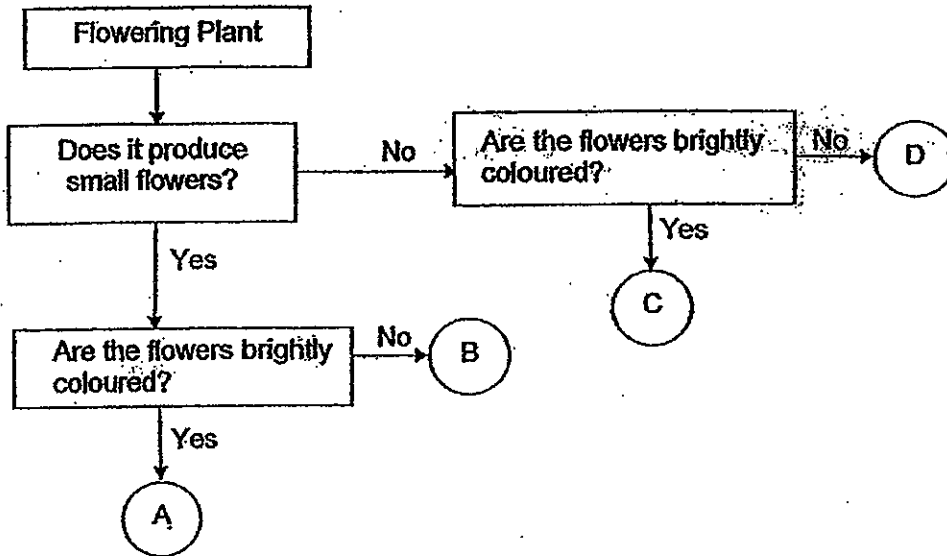 Flowering Plant
Does it produce
small flowers?
No
Are the flowers brightly
coloured?
No
D
Yes
Yes
C
Are the flowers brightly
coloured?
No
B
Yes
A